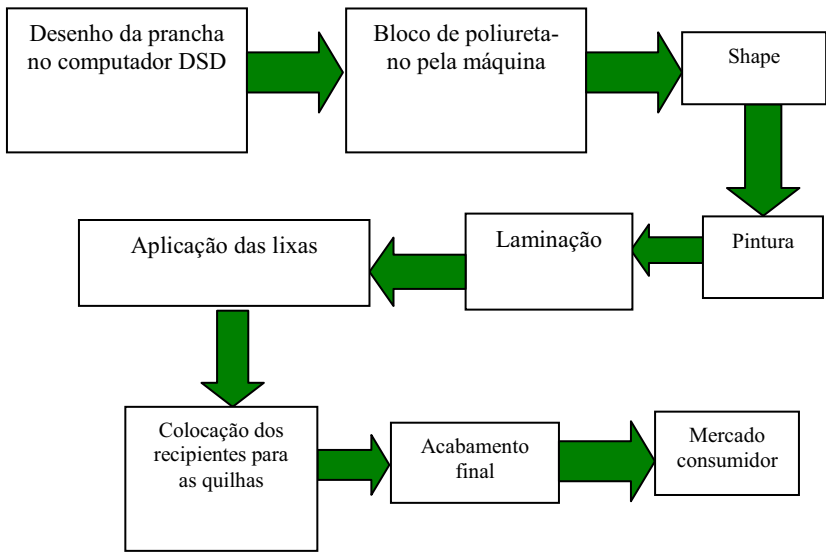 Desenho da prancha
no computador DSD
Bloco de poliureta-
no pela máquina
Shape
Pintura
Laminação
Aplicação das lixas
Colocação dos
recipientes para
as quilhas
Acabamento
final
Mercado
consumidor